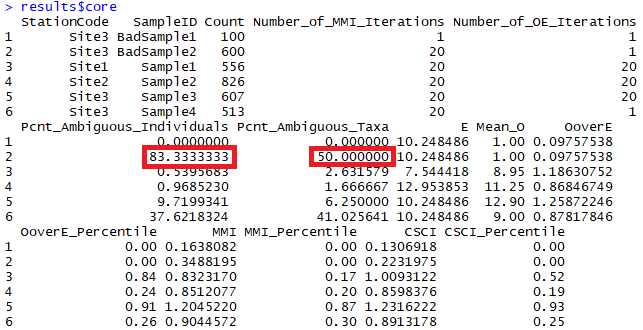 > results$core
StationCode SampleID Count Number_of_MMI_Iterations Number_of_OE_Iterations
1 Site3 BadSample1 100 1 1
2 Site3 BadSample2 600 20 1
3 Site1 Sample1 556 20 20
4 Site2 Sample2 826 20 20
5 Site3 Sample3 607 20 20
6 Site3 Sample4 513 20 1
Pcnt_Ambiguous_Individuals Pcnt_Ambiguous_Taxa E Mean_O OoverE
1 0.0000000 0.000000 10.248486 1.00 0.09757538
2 83.3333333 50.000000 10.248486 1.00 0.09757538
3 0.5395683 2.631579 7.544418 8.95 1.18630752
4 0.9685230 1.666667 12.953853 11.25 0.86846749
5 9.7199341 6.250000 10.248486 12.90 1.25872246
6 37.6218324 41.025641 10.248486 9.00 0.87817846
OoverE_Percentile MMI MMI_Percentile CSCI CSCI_Percentile
1 0.00 0.1638082 0.00 0.1306918 0.00
2 0.00 0.3488195 0.00 0.2231975 0.00
3 0.84 0.8323170 0.17 1.0093122 0.52
4 0.24 0.8512077 0.20 0.8598376 0.19
5 0.91 1.2045220 0.87 1.2316222 0.93
6 0.26 0.9044572 0.30 0.8913178 0.25